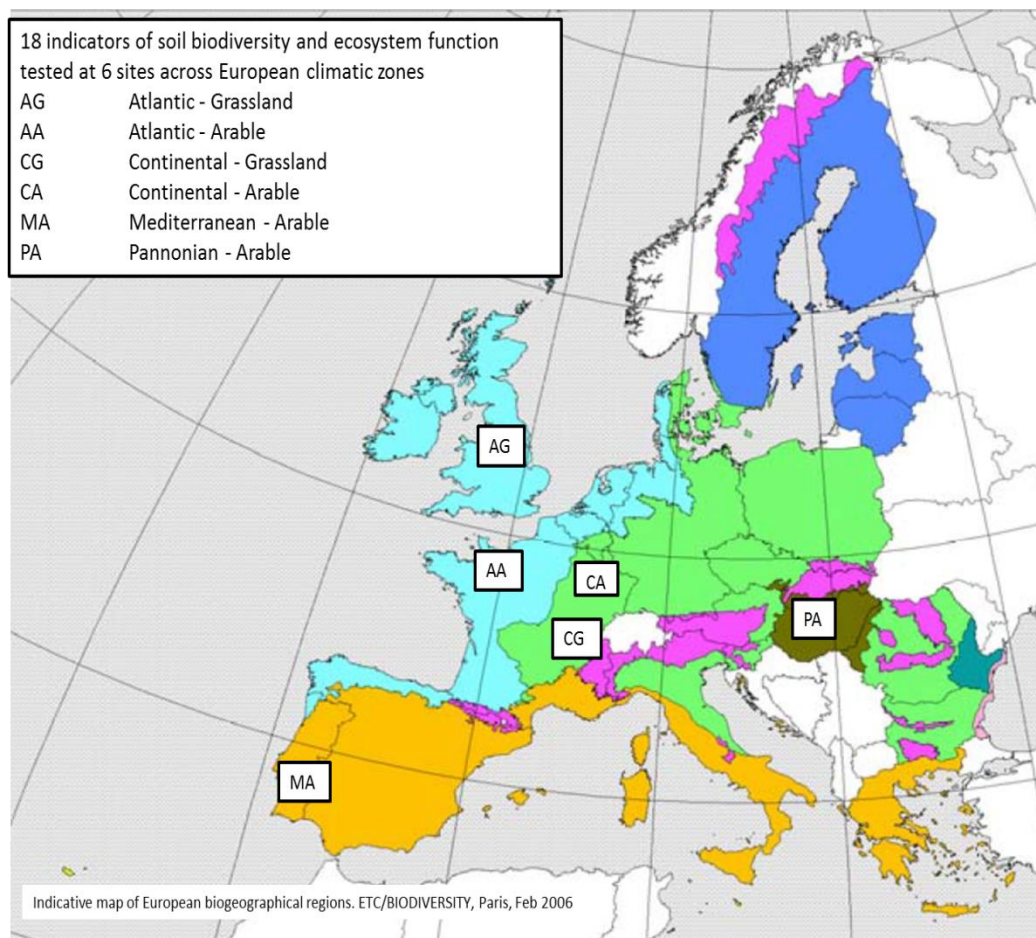 18 indicators of soil biodiversity and ecosystem function
tested at 6 sites across European climatic zones
AG Atlantic - Grassland
AA Atlantic - Arable
CG Continental - Grassland
CA Continental - Arable
MA Mediterranean - Arable
PA Pannonian - Arable
AG
AA
CA
CG
PA
MA
Indicative map of European biogeographical regions. ETC/BIODIVERSITY, Paris, Feb 2006